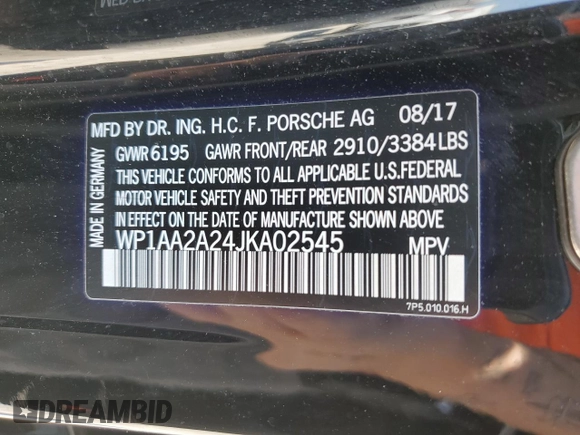 MFD BY DR. ING. H.C. F. PORSCHE AG 08/17
GVWR 6195 GAWR FRONT/REAR 2910/3384 LBS
THIS VEHICLE CONFORMS TO ALL APPLICABLE U.S.FEDERAL
MOTOR VEHICLE SAFETY AND THEFT PREVENTION STANDARDS
IN EFFECT ON THE DATE OF MANUFACTURE SHOWN ABOVE
WP1AA2A24JKA02545 MPV
MADE IN GERMANY
7P5.010.016.H
DREAMBID